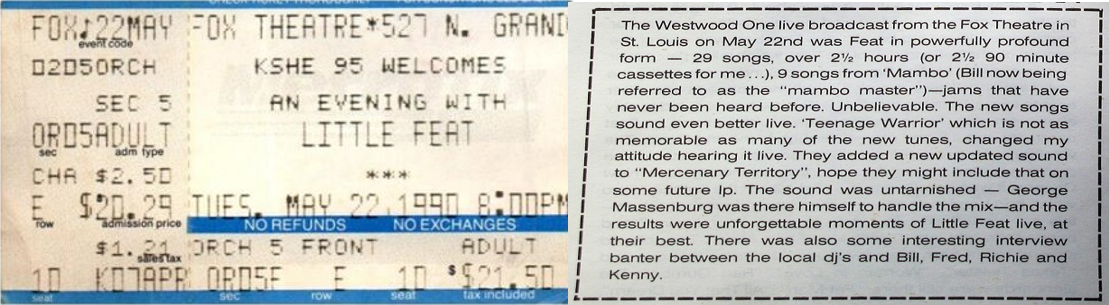 FOX♪22MAY FOX THEATRE*527 N. GRAND
event code
02050RCH KSHE 95 WELCOMES
SEC 5 AN EVENING WITH
ORD5ADULT LITTLE FEAT
sec adm type
CHA $2.50 ***
E $20.29 TUES. MAY 22,1990 8:00PM
row admission price NO REFUNDS NO EXCHANGES
$1.21 ORCH 5 FRONT ADULT
sales tax
10 K07APR ORD5F E 10 $21.50
seat sec row seat tax included
The Westwood One live broadcast from the Fox Theatre in
St. Louis on May 22nd was Feat in powerfully profound
form — 29 songs, over 2½ hours (or 2½ 90 minute
cassettes for me ...), 9 songs from 'Mambo' (Bill now being
referred to as the "mambo master")—jams that have
never been heard before. Unbelievable. The new songs
sound even better live. 'Teenage Warrior' which is not as
memorable as many of the new tunes, changed my
attitude hearing it live. They added a new updated sound
to "Mercenary Territory", hope they might include that on
some future lp. The sound was untarnished — George
Massenburg was there himself to handle the mix—and the
results were unforgettable moments of Little Feat live, at
their best. There was also some interesting interview
banter between the local dj's and Bill, Fred, Richie and
Kenny.